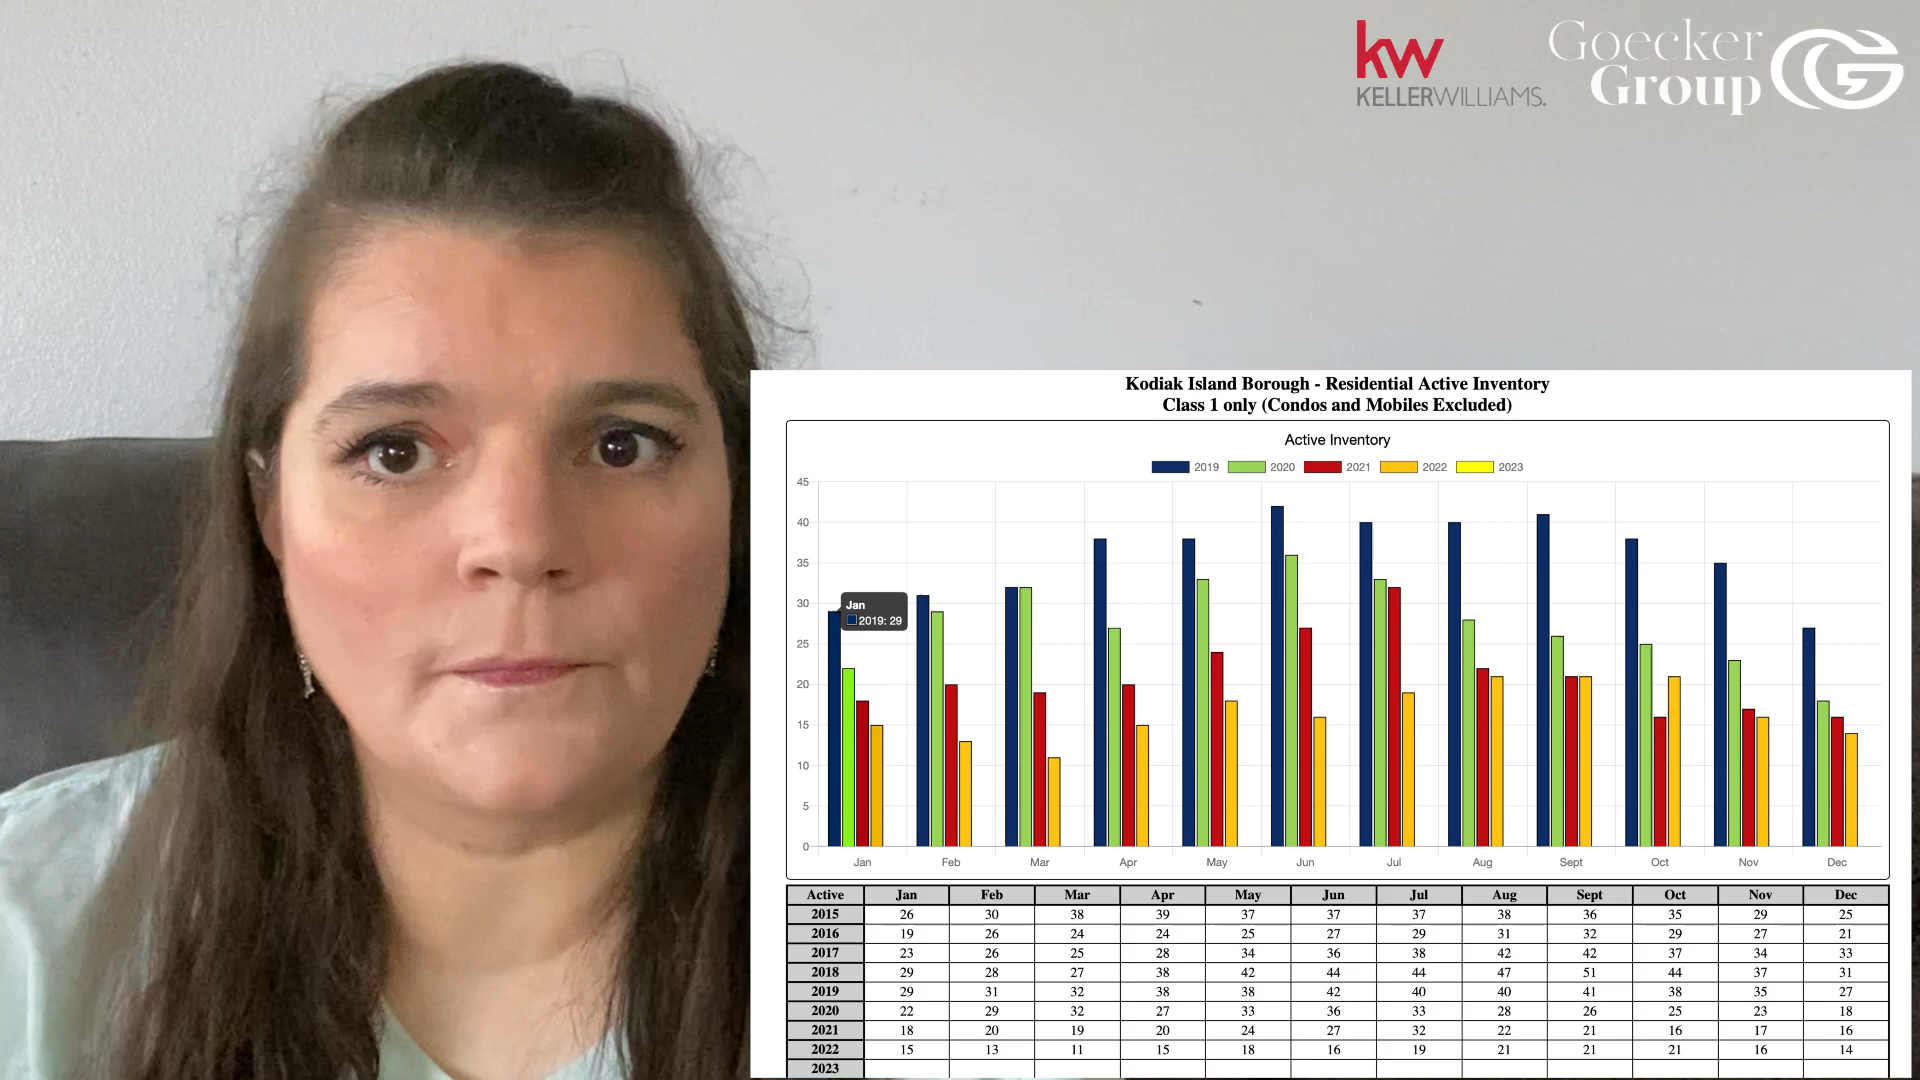 kw
KELLERWILLIAMS.
Goecker
Group
Kodiak Island Borough - Residential Active Inventory
Class 1 only (Condos and Mobiles Excluded)
Active Inventory
2019 2020 2021 2022 2023
45
40
35
30
25
20
15
10
5
0
Jan
2019: 29
Jan Feb Mar Apr May Jun Jul Aug Sept Oct Nov Dec
Active Jan Feb Mar Apr May Jun Jul Aug Sept Oct Nov Dec
2015 26 30 38 39 37 37 37 38 36 35 29 25
2016 19 26 24 24 25 27 29 31 32 29 27 21
2017 23 26 25 28 34 36 38 42 42 37 34 33
2018 29 28 27 38 42 44 44 47 51 44 37 31
2019 29 31 32 38 38 42 40 40 41 38 35 27
2020 22 29 32 27 33 36 33 28 26 25 23 18
2021 18 20 19 20 24 27 32 22 21 16 17 16
2022 15 13 11 15 18 16 19 21 21 21 16 14
2023